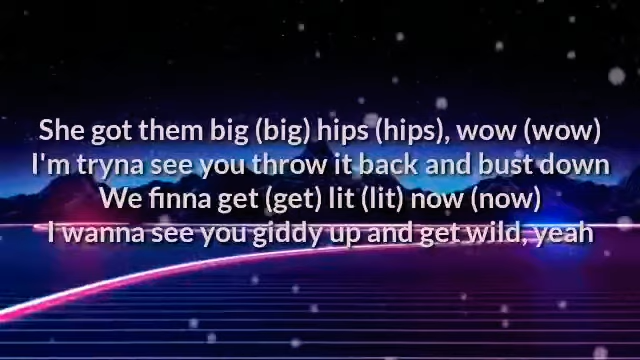 She got them big (big) hips (hips), wow (wow)
I'm tryna see you throw it back and bust down
We finna get (get) lit (lit) now (now)
I wanna see you giddy up and get wild, yeah